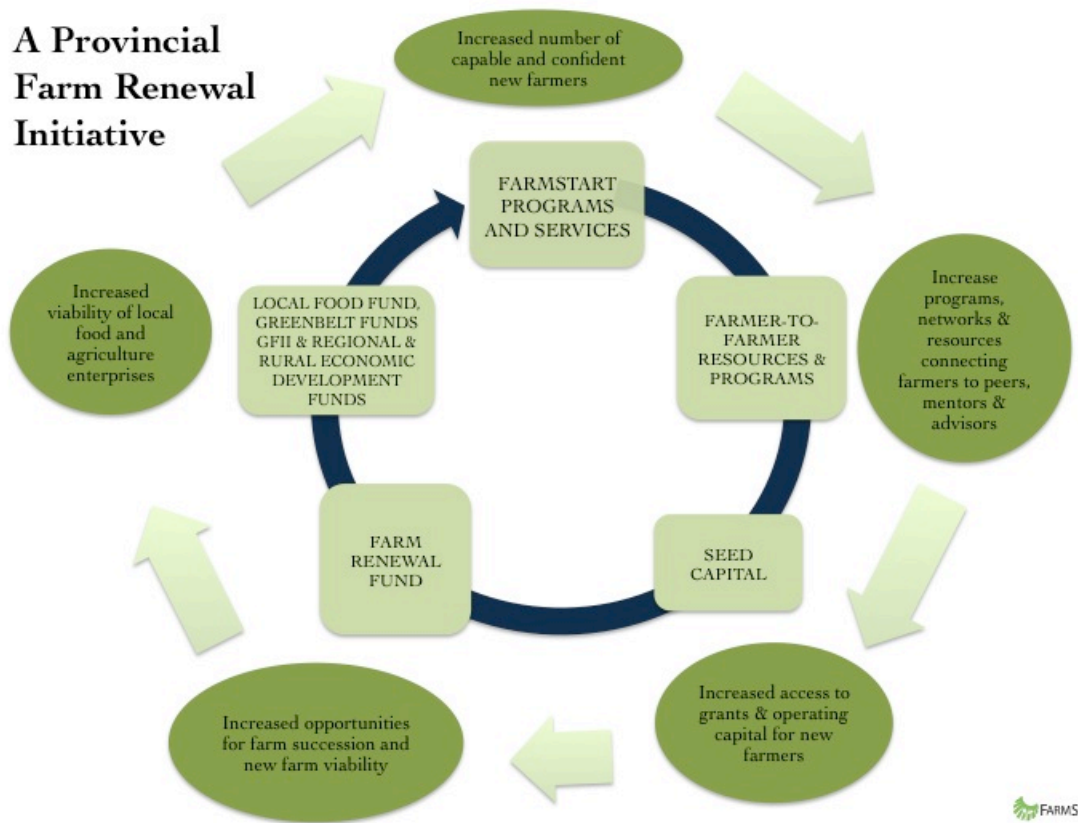 A Provincial
Farm Renewal
Initiative
Increased number of
capable and confident
new farmers
FARMSTART
PROGRAMS
AND SERVICES
Increased
viability of local
food and
agriculture
enterprises
LOCAL FOOD FUND,
GREENBELT FUNDS
GFII & REGIONAL &
RURAL ECONOMIC
DEVELOPMENT
FUNDS
FARMER-TO-
FARMER
RESOURCES &
PROGRAMS
Increase
programs,
networks &
resources
connecting
farmers to peers,
mentors &
advisors
FARM
RENEWAL
FUND
SEED
CAPITAL
Increased opportunities
for farm succession and
new farm viability
Increased access to
grants & operating
capital for new
farmers
FARMS